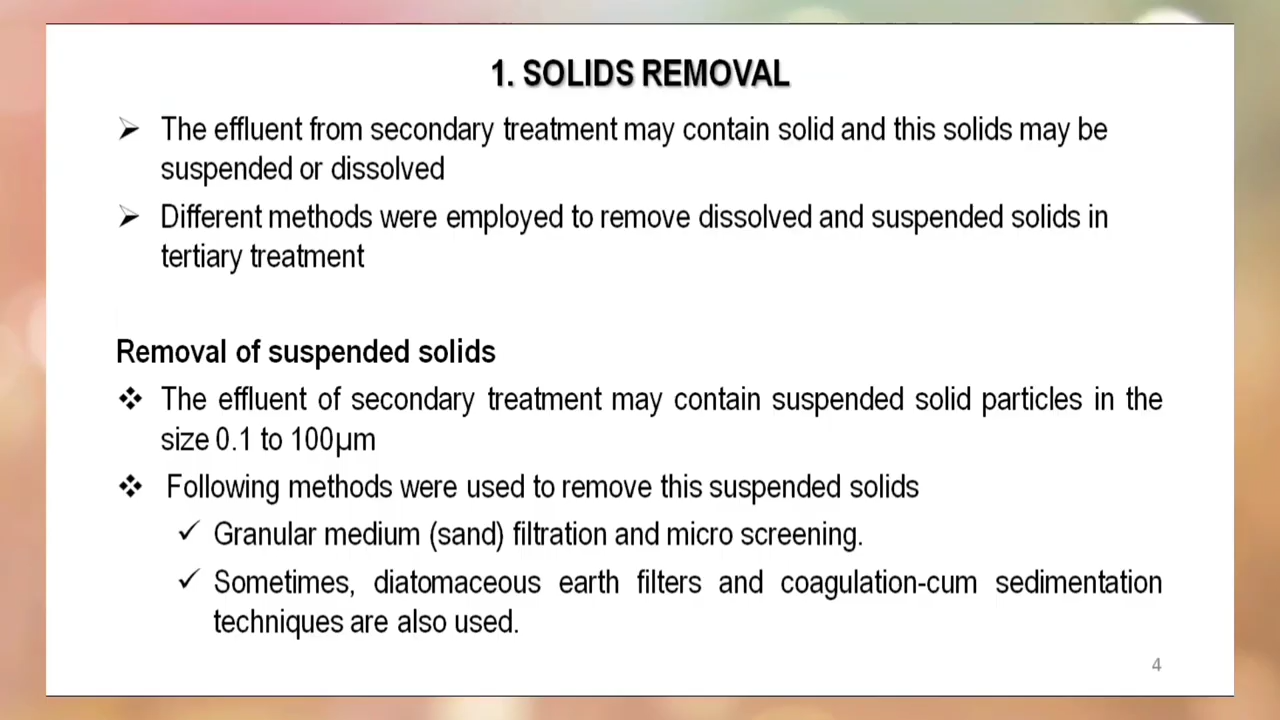 1. SOLIDS REMOVAL
➢ The effluent from secondary treatment may contain solid and this solids may be
suspended or dissolved
➢ Different methods were employed to remove dissolved and suspended solids in
tertiary treatment
Removal of suspended solids
❖ The effluent of secondary treatment may contain suspended solid particles in the
size 0.1 to 100µm
❖ Following methods were used to remove this suspended solids
✓ Granular medium (sand) filtration and micro screening.
✓ Sometimes, diatomaceous earth filters and coagulation-cum sedimentation
techniques are also used.
4